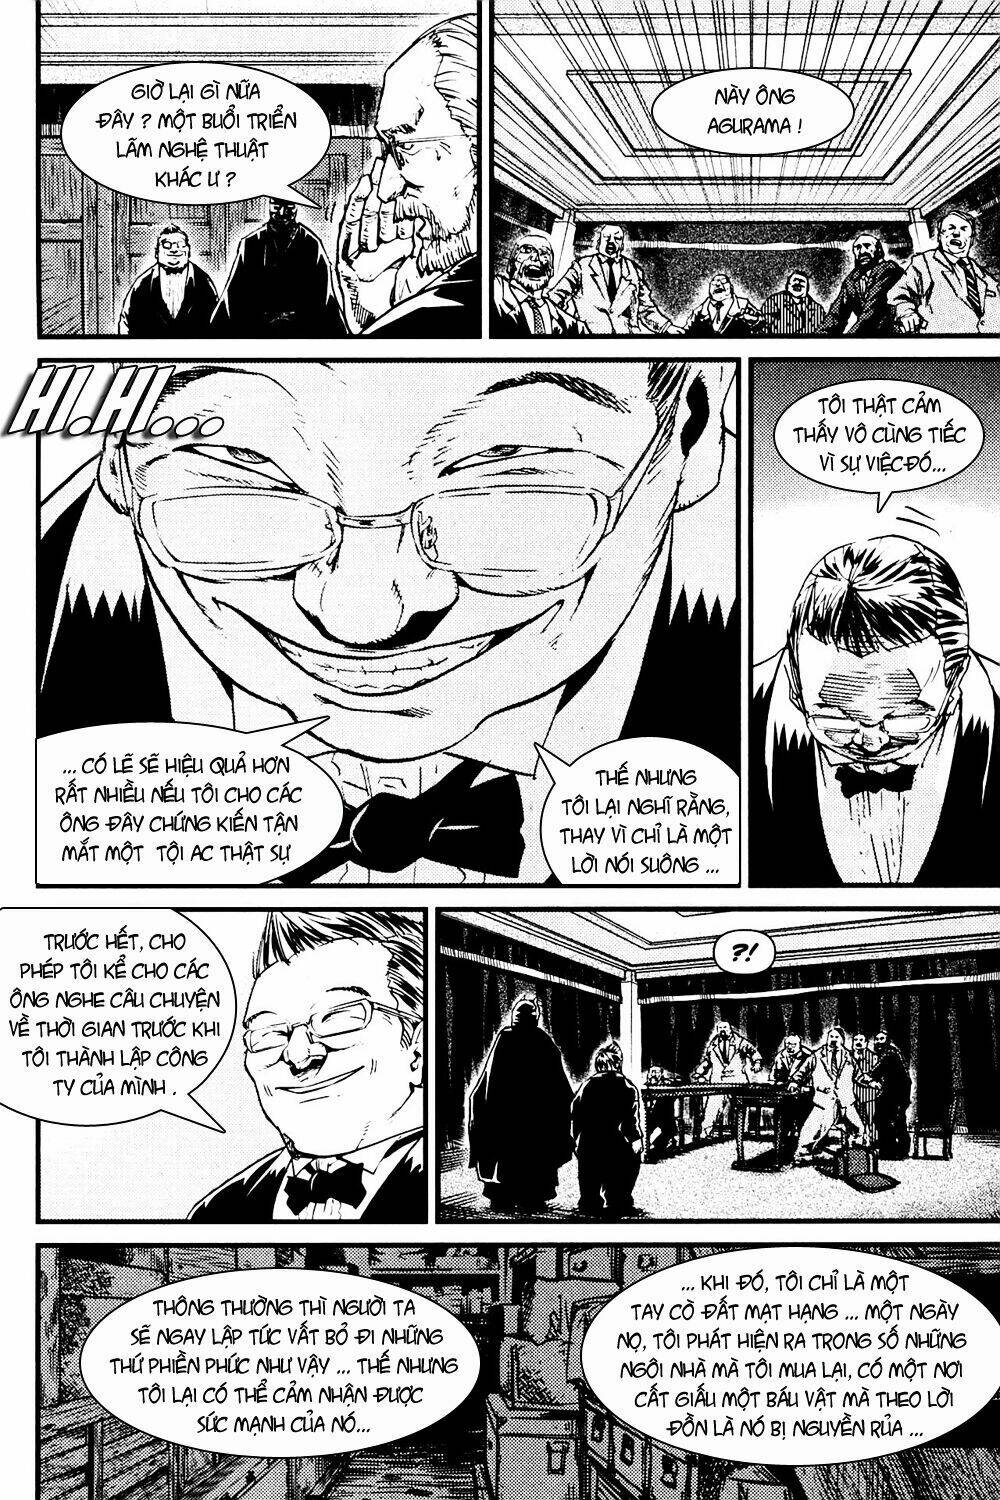 NÀY ÔNG
AGURAMA !
GIỜ LẠI GÌ NỮA
ĐÂY ? MỘT BUỔI TRIỂN
LÃM NGHỆ THUẬT
KHÁC Ư ?
TÔI THẬT CẢM
THẤY VÔ CÙNG TIẾC
VÌ SỰ VIỆC ĐÓ...
HI.HI...
THẾ NHƯNG
TÔI LẠI NGHĨ RẰNG,
THAY VÌ CHỈ LÀ MỘT
LỜI NÓI SUÔNG ...
... CÓ LẼ SẼ HIỆU QUẢ HƠN
RẤT NHIỀU NẾU TÔI CHO CÁC
ÔNG ĐÂY CHỨNG KIẾN TẬN
MẮT MỘT TỘI AC THẬT SỰ
?!
TRƯỚC HẾT, CHO
PHÉP TÔI KỂ CHO CÁC
ÔNG NGHE CÂU CHUYỆN
VỀ THỜI GIAN TRƯỚC KHI
TÔI THÀNH LẬP CÔNG
TY CỦA MÌNH .
... KHI ĐÓ, TÔI CHỈ LÀ MỘT
TAY CÒ ĐẤT MẠT HẠNG ... MỘT NGÀY
NỌ, TÔI PHÁT HIỆN RA TRONG SỐ NHỮNG
NGÔI NHÀ MÀ TÔI MUA LẠI, CÓ MỘT NƠI
CẤT GIẤU MỘT BÁU VẬT MÀ THEO LỜI
ĐỒN LÀ NÓ BỊ NGUYỀN RỦA ...
THÔNG THƯỜNG THÌ NGƯỜI TA
SẼ NGAY LẬP TỨC VẤT BỎ ĐI NHỮNG
THỨ PHIỀN PHỨC NHƯ VẬY ... THẾ NHƯNG
TÔI LẠI CÓ THỂ CẢM NHẬN ĐƯỢC
SỨC MẠNH CỦA NÓ...